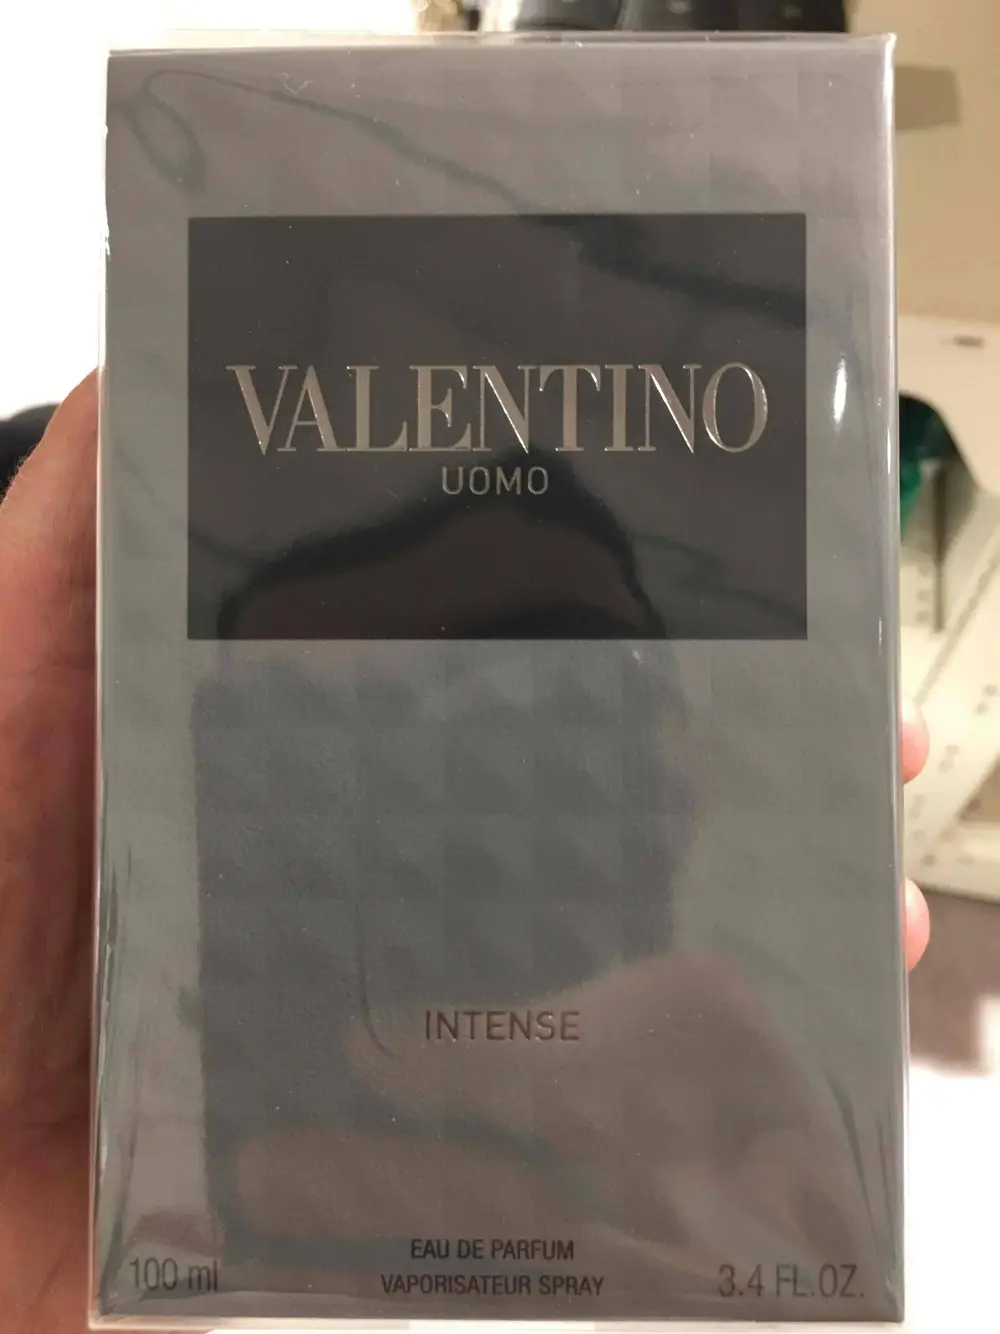 VALENTINO
UOMO
INTENSE
EAU DE PARFUM
VAPORISATEUR SPRAY
100 ml
3.4 FL.OZ.